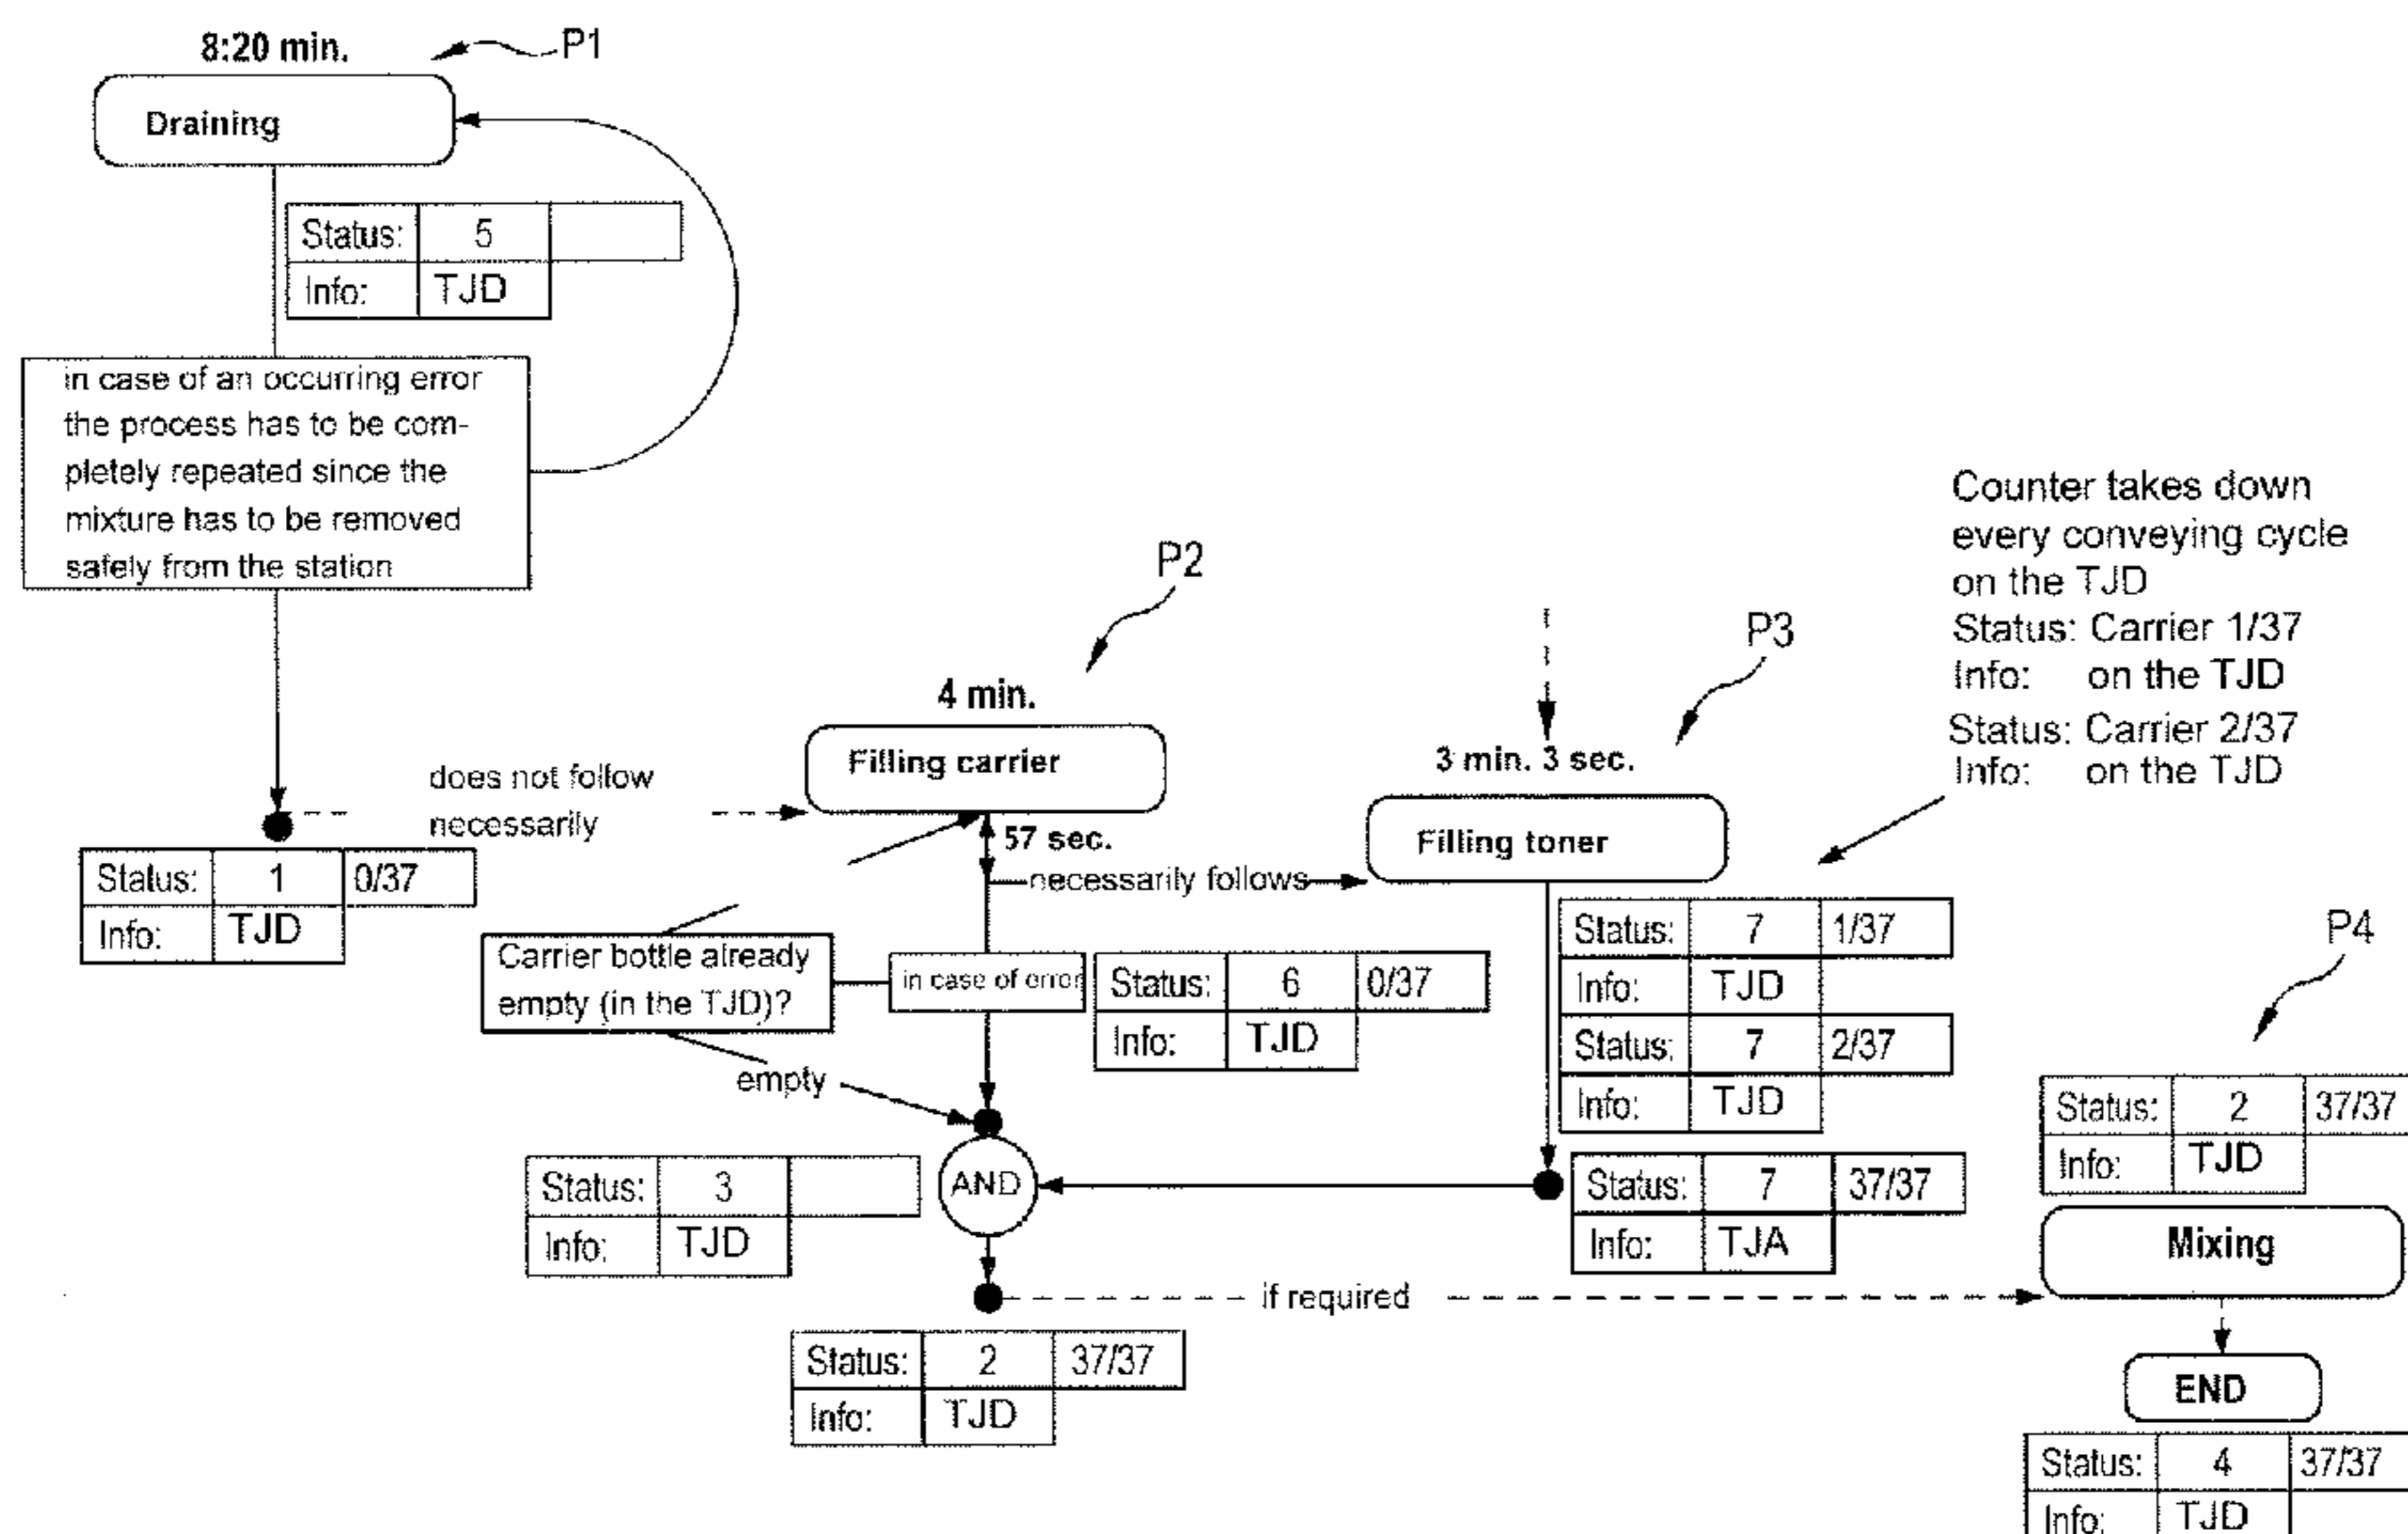 8:20 min.
P1
Draining
Status: 5
Info: TJD
in case of an occurring error
the process has to be com-
pletely repeated since the
mixture has to be removed
safely from the station
Counter takes down
every conveying cycle
on the TJD
Status: Carrier 1/37
Info: on the TJD
Status: Carrier 2/37
Info: on the TJD
P2
P3
4 min.
Filling carrier
3 min. 3 sec.
Filling toner
does not follow
necessarily
57 sec.
necessarily follows
Status: 1 0/37
Info: TJD
Carrier bottle already
empty (in the TJD)?
in case of error
Status: 6 0/37
Info: TJD
Status: 7 1/37
Info: TJD
Status: 7 2/37
Info: TJD
P4
empty
Status: 2 37/37
Info: TJD
Status: 3
Info: TJD
AND
Status: 7 37/37
Info: TJA
Mixing
if required
Status: 2 37/37
Info: TJD
END
Status: 4 37/37
Info: TJD